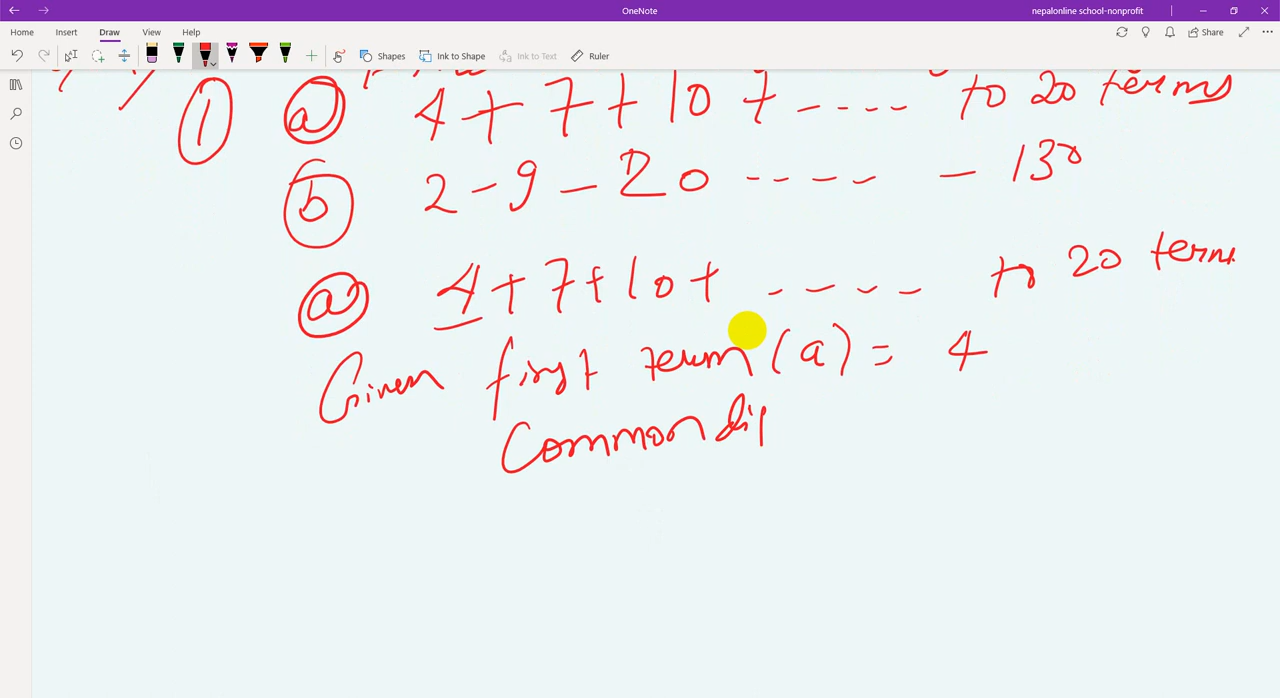 OneNote
nepalonline school-nonprofit
Home Insert Draw View Help
Shapes Ink to Shape Ink to Text Ruler Share
1 a 4 + 7 + 10 + ---- to 20 terms
b 2 - 9 - 20 ---- - 130
a 4 + 7 + 10 + ---- to 20 term
Given first term (a) = 4
Common dif